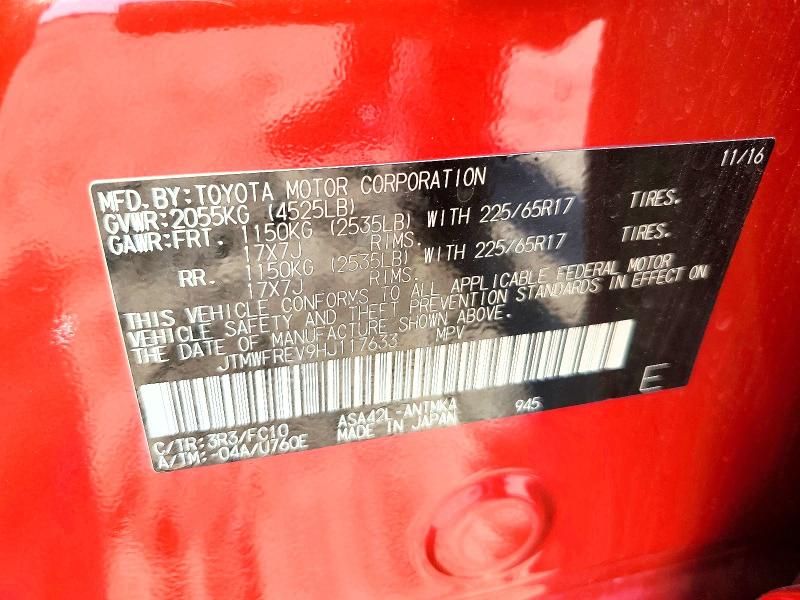 11/16
MFD. BY: TOYOTA MOTOR CORPORATION
GVWR: 2055KG (4525LB)
GAWR: FRT. 1150KG (2535LB) WITH 225/65R17 TIRES.
17X7J RIMS.
RR. 1150KG (2535LB) WITH 225/65R17 TIRES.
17X7J RIMS.
THIS VEHICLE CONFORMS TO ALL APPLICABLE FEDERAL MOTOR
VEHICLE SAFETY AND THEFT PREVENTION STANDARDS IN EFFECT ON
THE DATE OF MANUFACTURE SHOWN ABOVE.
JTMWFREV9HJ117633 MPV
E
C/TR: 3R3/FC10 ASA42L-ANTMKA 945
A/TM: -04A/U760E MADE IN JAPAN